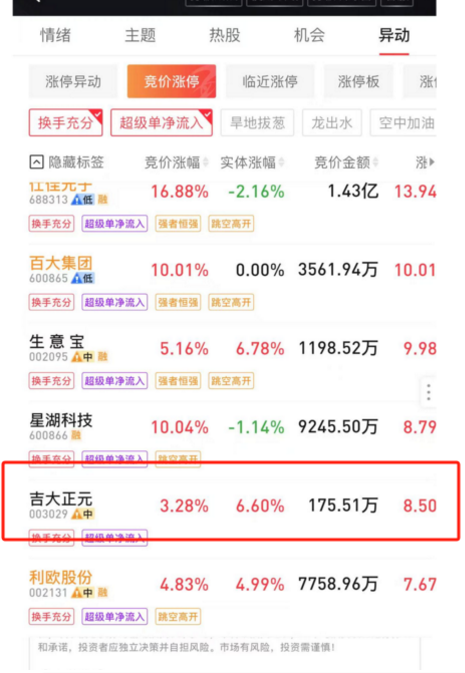 情绪 主题 热股 机会 异动
涨停异动 竞价涨停 临近涨停 涨停板
换手充分 超级单净流入 旱地拔葱 龙出水 空中加油
隐藏标签 竞价涨幅 实体涨幅 竞价金额 涨
仕佳光子 16.88% -2.16% 1.43亿 13.94
688313 低 融
换手充分 超级单净流入 强者恒强 跳空高开
百大集团 10.01% 0.00% 3561.94万 10.01
600865 低
换手充分 超级单净流入 强者恒强 跳空高开
生意宝 5.16% 6.78% 1198.52万 9.98
002095 中 融
换手充分 超级单净流入 强者恒强 跳空高开
星湖科技 10.04% -1.14% 9245.50万 8.79
600866 融
换手充分 超级单净流入 跳空高开
吉大正元 3.28% 6.60% 175.51万 8.50
003029 中
换手充分 超级单净流入
利欧股份 4.83% 4.99% 7758.96万 7.67
002131 中 融
换手充分 超级单净流入 跳空高开
和承诺，投资者应独立决策并自担风险。市场有风险，投资需谨慎！